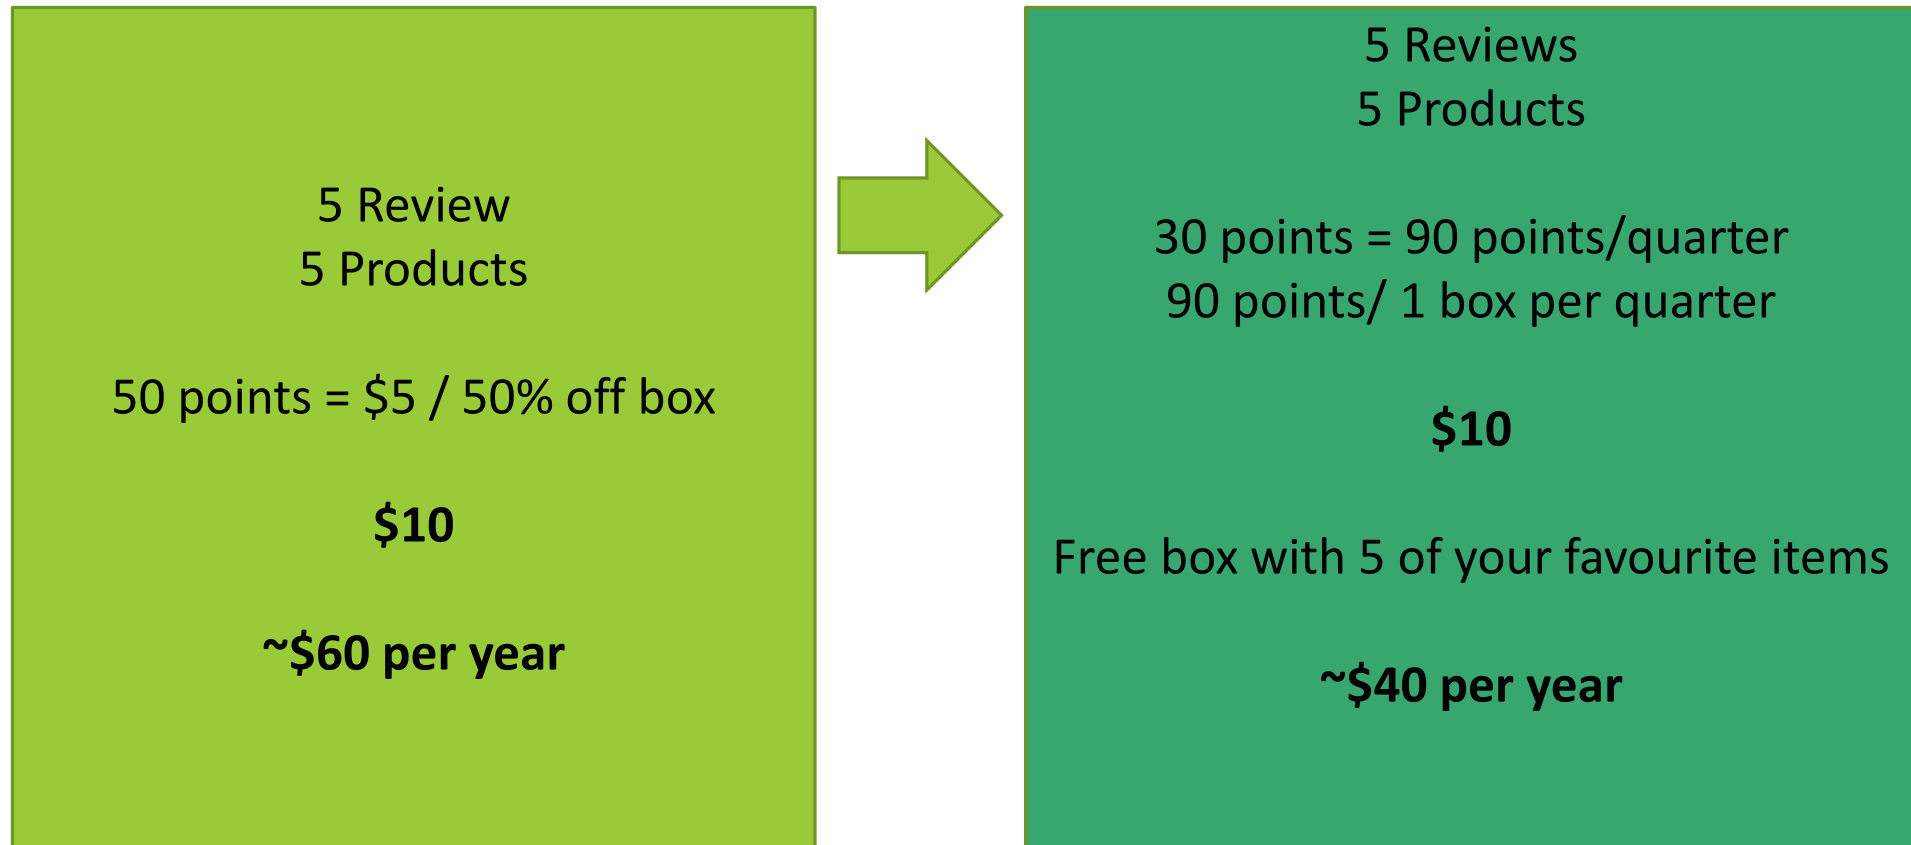 5 Review
5 Products
50 points = $5 / 50% off box
$10
~$60 per year
5 Reviews
5 Products
30 points = 90 points/quarter
90 points/ 1 box per quarter
$10
Free box with 5 of your favourite items
~$40 per year